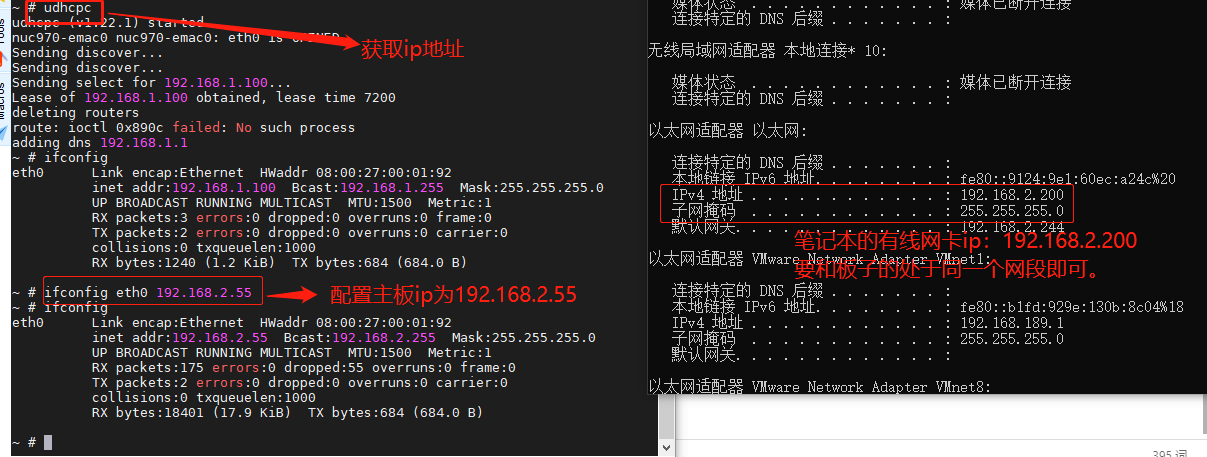 ~ # udhcpc
udhcpc (v1.22.1) started
nuc970-emac0 nuc970-emac0: eth0 is OPENED
Sending discover...
Sending discover...
Sending select for 192.168.1.100...
Lease of 192.168.1.100 obtained, lease time 7200
deleting routers
route: ioctl 0x890c failed: No such process
adding dns 192.168.1.1
~ # ifconfig
eth0      Link encap:Ethernet  HWaddr 08:00:27:00:01:92
          inet addr:192.168.1.100  Bcast:192.168.1.255  Mask:255.255.255.0
          UP BROADCAST RUNNING MULTICAST  MTU:1500  Metric:1
          RX packets:3 errors:0 dropped:0 overruns:0 frame:0
          TX packets:2 errors:0 dropped:0 overruns:0 carrier:0
          collisions:0 txqueuelen:1000
          RX bytes:1240 (1.2 KiB)  TX bytes:684 (684.0 B)
~ # ifconfig eth0 192.168.2.55
~ # ifconfig
eth0      Link encap:Ethernet  HWaddr 08:00:27:00:01:92
          inet addr:192.168.2.55  Bcast:192.168.2.255  Mask:255.255.255.0
          UP BROADCAST RUNNING MULTICAST  MTU:1500  Metric:1
          RX packets:175 errors:0 dropped:55 overruns:0 frame:0
          TX packets:2 errors:0 dropped:0 overruns:0 carrier:0
          collisions:0 txqueuelen:1000
          RX bytes:18401 (17.9 KiB)  TX bytes:684 (684.0 B)
~ #
获取ip地址
配置主板ip为192.168.2.55
媒体状态 . . . . . . . . . . . . : 媒体已断开连接
连接特定的 DNS 后缀 . . . . . . . :
无线局域网适配器 本地连接* 10:
媒体状态 . . . . . . . . . . . . : 媒体已断开连接
连接特定的 DNS 后缀 . . . . . . . :
以太网适配器 以太网:
连接特定的 DNS 后缀 . . . . . . . :
本地链接 IPv6 地址. . . . . . . . : fe80::9124:9e1:60ec:a24c%20
IPv4 地址 . . . . . . . . . . . . : 192.168.2.200
子网掩码 . . . . . . . . . . . . : 255.255.255.0
默认网关. . . . . . . . . . . . . : 192.168.2.244
笔记本的有线网卡ip：192.168.2.200
要和板子的处于同一个网段即可。
以太网适配器 VMware Network Adapter VMnet1:
连接特定的 DNS 后缀 . . . . . . . :
本地链接 IPv6 地址. . . . . . . . : fe80::b1fd:929e:130b:8c04%18
IPv4 地址 . . . . . . . . . . . . : 192.168.189.1
子网掩码 . . . . . . . . . . . . : 255.255.255.0
默认网关. . . . . . . . . . . . . :
以太网适配器 VMware Network Adapter VMnet8:
395 词